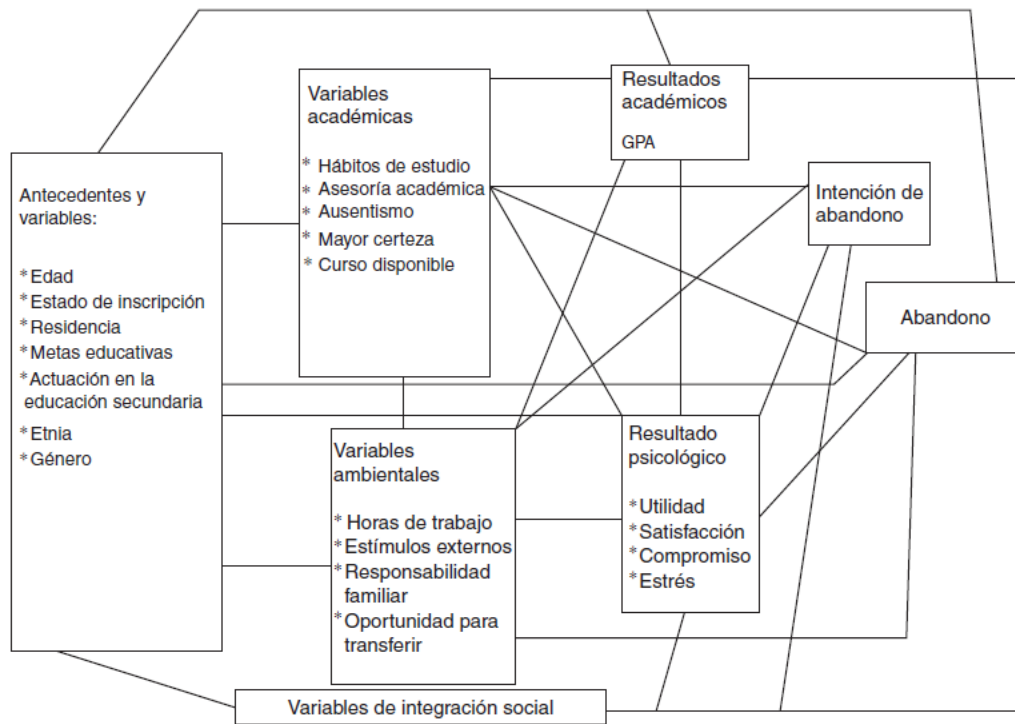 Antecedentes y
variables:
*Edad
*Estado de inscripción
*Residencia
*Metas educativas
*Actuación en la
educación secundaria
*Etnia
*Género
Variables
académicas
* Hábitos de estudio
* Asesoría académica
* Ausentismo
* Mayor certeza
* Curso disponible
Variables
ambientales
* Horas de trabajo
*Estímulos externos
*Responsabilidad
familiar
*Oportunidad para
transferir
Resultados
académicos
GPA
Resultado
psicológico
*Utilidad
*Satisfacción
*Compromiso
*Estrés
Intención de
abandono
Abandono
Variables de integración social